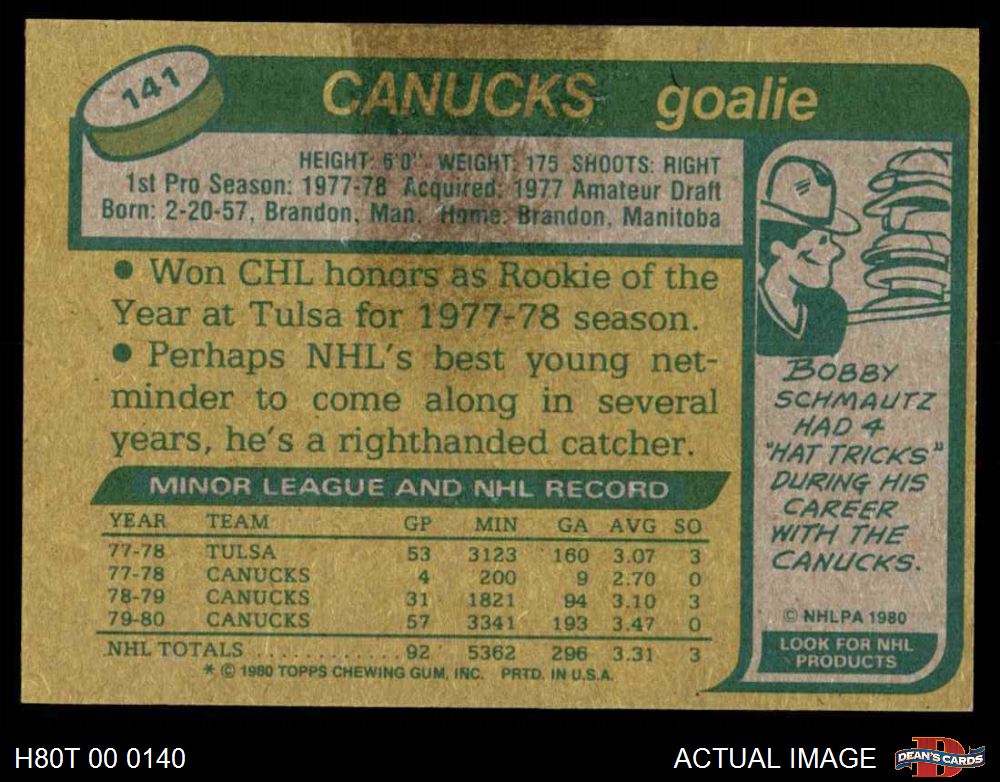 141
CANUCKS goalie
HEIGHT: 6'0" WEIGHT: 175 SHOOTS: RIGHT
1st Pro Season: 1977-78 Acquired: 1977 Amateur Draft
Born: 2-20-57, Brandon, Man. Home: Brandon, Manitoba
● Won CHL honors as Rookie of the
Year at Tulsa for 1977-78 season.
● Perhaps NHL's best young net-
minder to come along in several
years, he's a righthanded catcher.
MINOR LEAGUE AND NHL RECORD
YEAR TEAM GP MIN GA AVG SO
77-78 TULSA 53 3123 160 3.07 3
77-78 CANUCKS 4 200 9 2.70 0
78-79 CANUCKS 31 1821 94 3.10 3
79-80 CANUCKS 57 3341 193 3.47 0
NHL TOTALS ............. 92 5362 296 3.31 3
* © 1980 TOPPS CHEWING GUM, INC. PRTD. IN U.S.A.
BOBBY
SCHMAUTZ
HAD 4
"HAT TRICKS"
DURING HIS
CAREER
WITH THE
CANUCKS.
© NHLPA 1980
LOOK FOR NHL
PRODUCTS
H80T 00 0140
ACTUAL IMAGE
D
DEAN'S CARDS